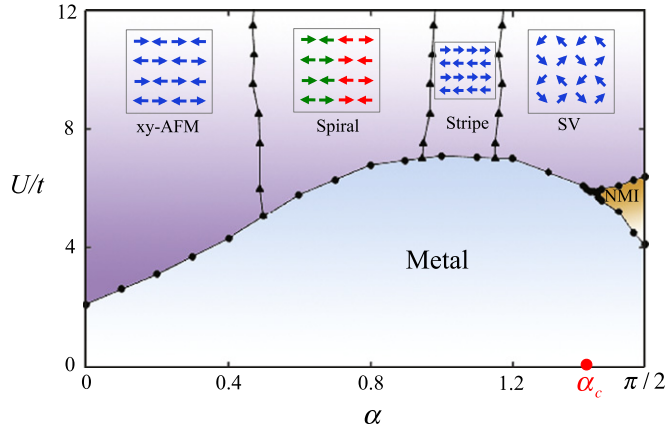 12
xy-AFM
Spiral
Stripe
SV
8
U/t
NMI
4
Metal
0
0
0.4
0.8
1.2
αc
π / 2
α